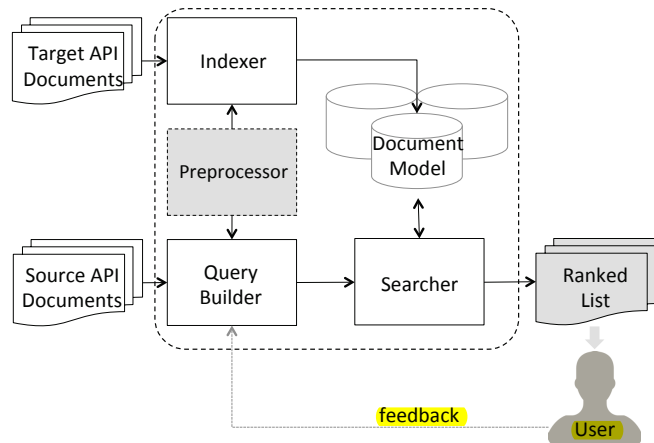 Target API
Documents
Indexer
Preprocessor
Document
Model
Source API
Documents
Query
Builder
Searcher
Ranked
List
feedback
User